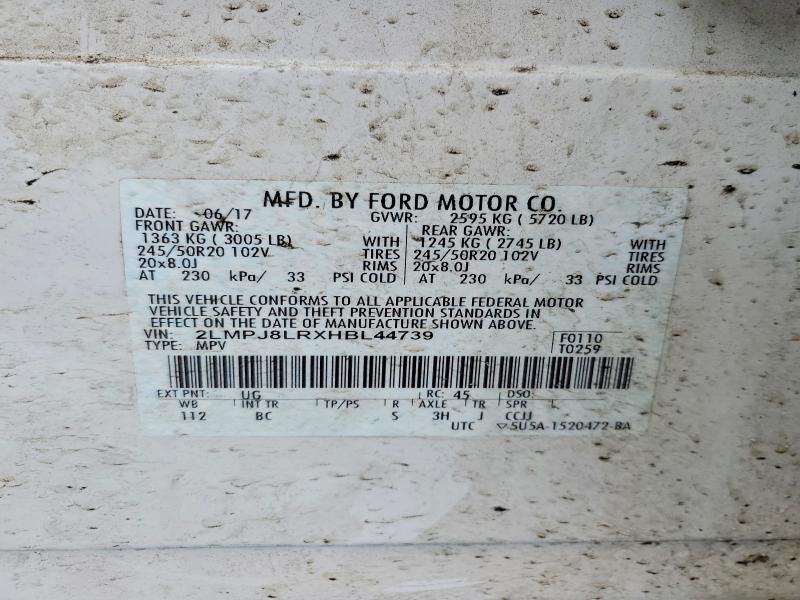 MFD. BY FORD MOTOR CO.
DATE: 06/17 GVWR: 2595 KG ( 5720 LB)
FRONT GAWR: REAR GAWR:
1363 KG ( 3005 LB) WITH 1245 KG ( 2745 LB) WITH
245/50R20 102V TIRES 245/50R20 102V TIRES
20x8.0J RIMS 20x8.0J RIMS
AT 230 kPa/ 33 PSI COLD AT 230 kPa/ 33 PSI COLD
THIS VEHICLE CONFORMS TO ALL APPLICABLE FEDERAL MOTOR
VEHICLE SAFETY AND THEFT PREVENTION STANDARDS IN
EFFECT ON THE DATE OF MANUFACTURE SHOWN ABOVE.
VIN: 2LMPJ8LRXHBL44739 F0110
TYPE: MPV T0259
EXT PNT: UG RC: 45 DSO:
WB INT TR TP/PS R AXLE TR SPR
112 BC S 3H J CCJJ
UTC ▽5U5A-1520472-BA